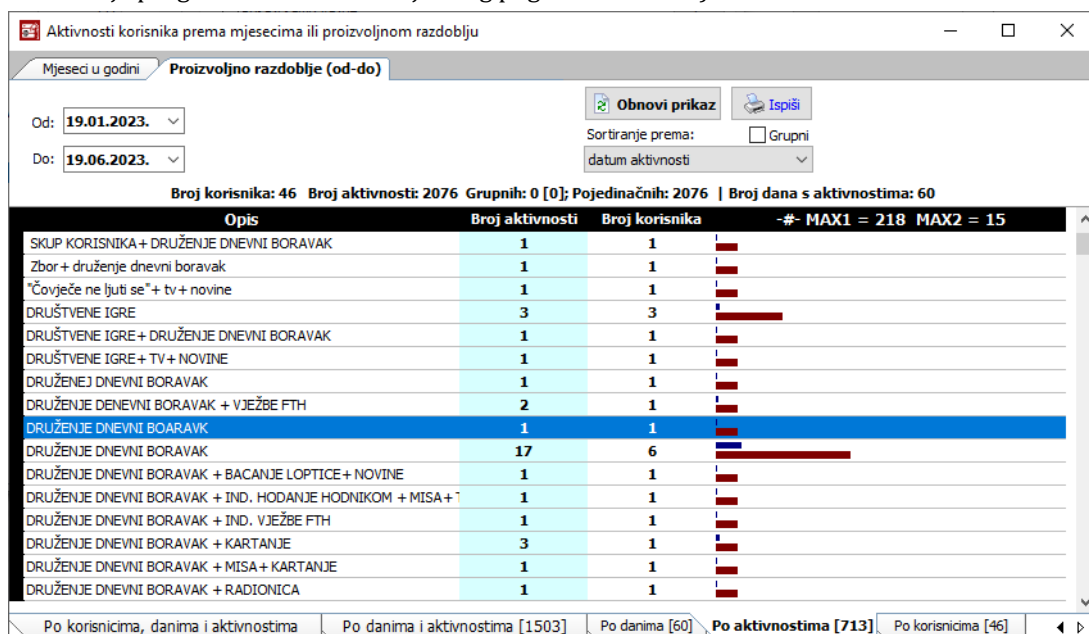 Aktivnosti korisnika prema mjesecima ili proizvoljnom razdoblju
Mjeseci u godini Proizvoljno razdoblje (od-do)
Od: 19.01.2023.
Do: 19.06.2023.
Obnovi prikaz Ispiši
Sortiranje prema: Grupni
datum aktivnosti
Broj korisnika: 46 Broj aktivnosti: 2076 Grupnih: 0 [0]; Pojedinačnih: 2076 | Broj dana s aktivnostima: 60
Opis Broj aktivnosti Broj korisnika -#- MAX1 = 218 MAX2 = 15
SKUP KORISNIKA+ DRUŽENJE DNEVNI BORAVAK 1 1
Zbor+ druženje dnevni boravak 1 1
"Čovječe ne ljuti se"+ tv+ novine 1 1
DRUŠTVENE IGRE 3 3
DRUŠTVENE IGRE+ DRUŽENJE DNEVNI BORAVAK 1 1
DRUŠTVENE IGRE+ TV+ NOVINE 1 1
DRUŽENEJ DNEVNI BORAVAK 1 1
DRUŽENJE DENEVNI BORAVAK + VJEŽBE FTH 2 1
DRUŽENJE DNEVNI BOARAVK 1 1
DRUŽENJE DNEVNI BORAVAK 17 6
DRUŽENJE DNEVNI BORAVAK + BACANJE LOPTICE+ NOVINE 1 1
DRUŽENJE DNEVNI BORAVAK + IND. HODANJE HODNIKOM + MISA+ 1 1
DRUŽENJE DNEVNI BORAVAK + IND. VJEŽBE FTH 1 1
DRUŽENJE DNEVNI BORAVAK + KARTANJE 3 1
DRUŽENJE DNEVNI BORAVAK + MISA+ KARTANJE 1 1
DRUŽENJE DNEVNI BORAVAK + RADIONICA 1 1
Po korisnicima, danima i aktivnostima Po danima i aktivnostima [1503] Po danima [60] Po aktivnostima [713] Po korisnicima [46]